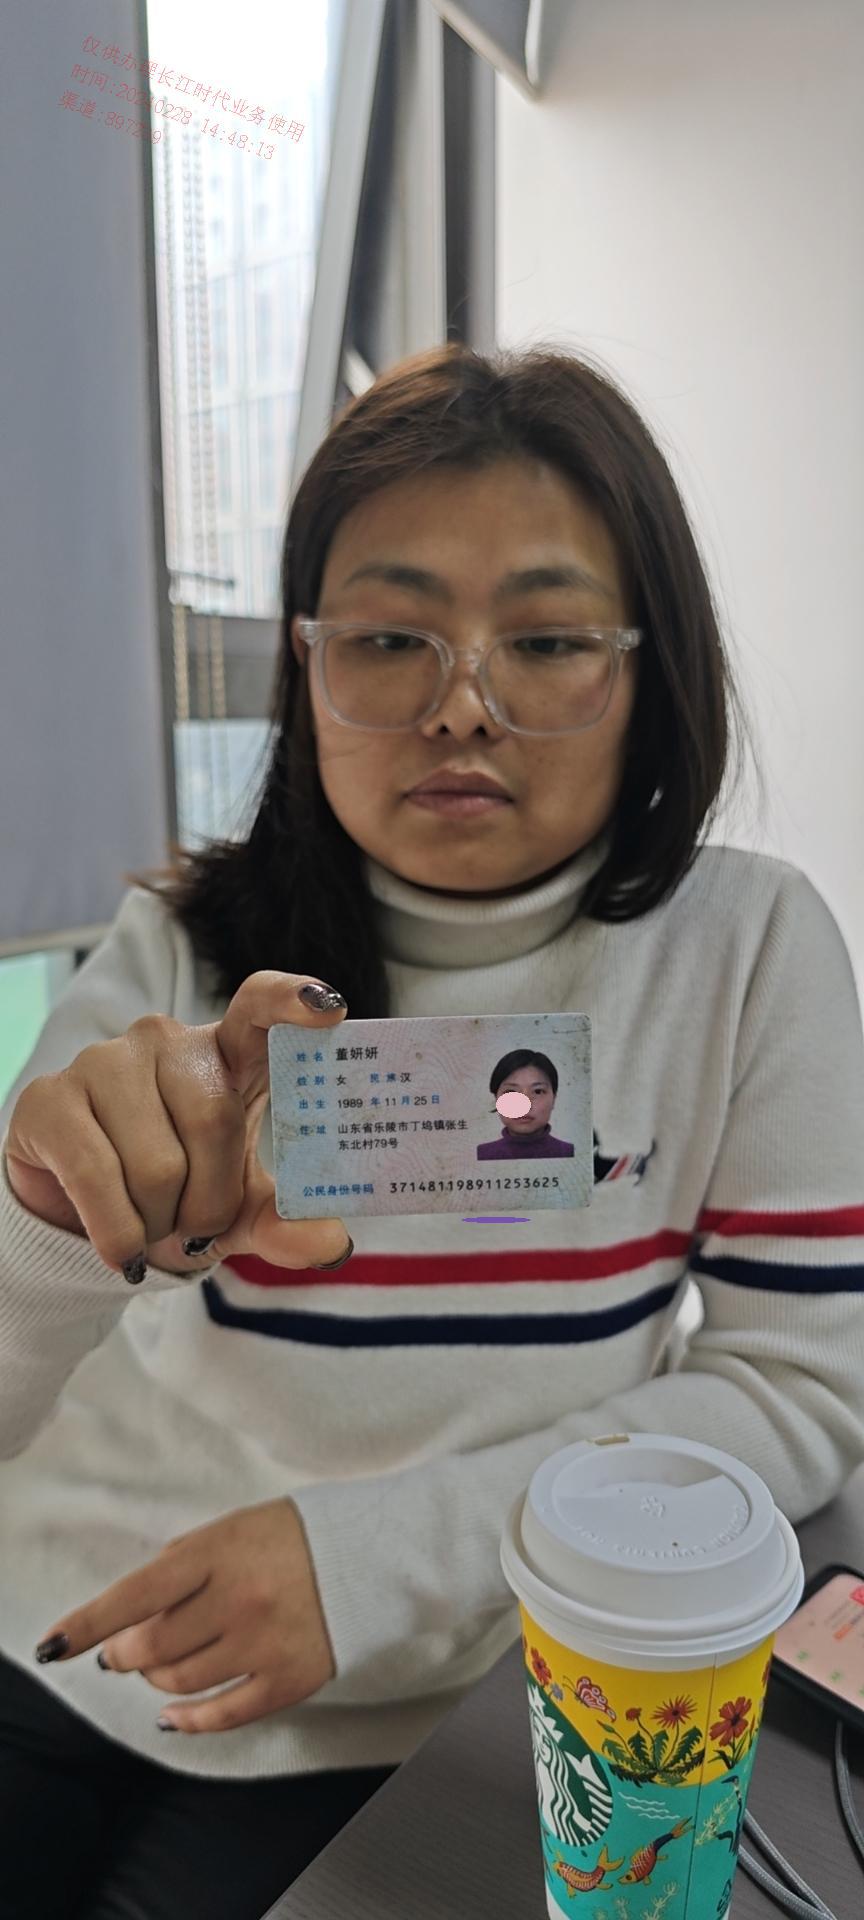 仅供办理长江时代业务使用
时间:20240228 14:48:13
渠道:
姓名 董妍妍
性别 女 民族 汉
出生 1989 年 11 月 25 日
住址 山东省乐陵市丁坞镇张生
东北村79号
公民身份号码 371481198911253625